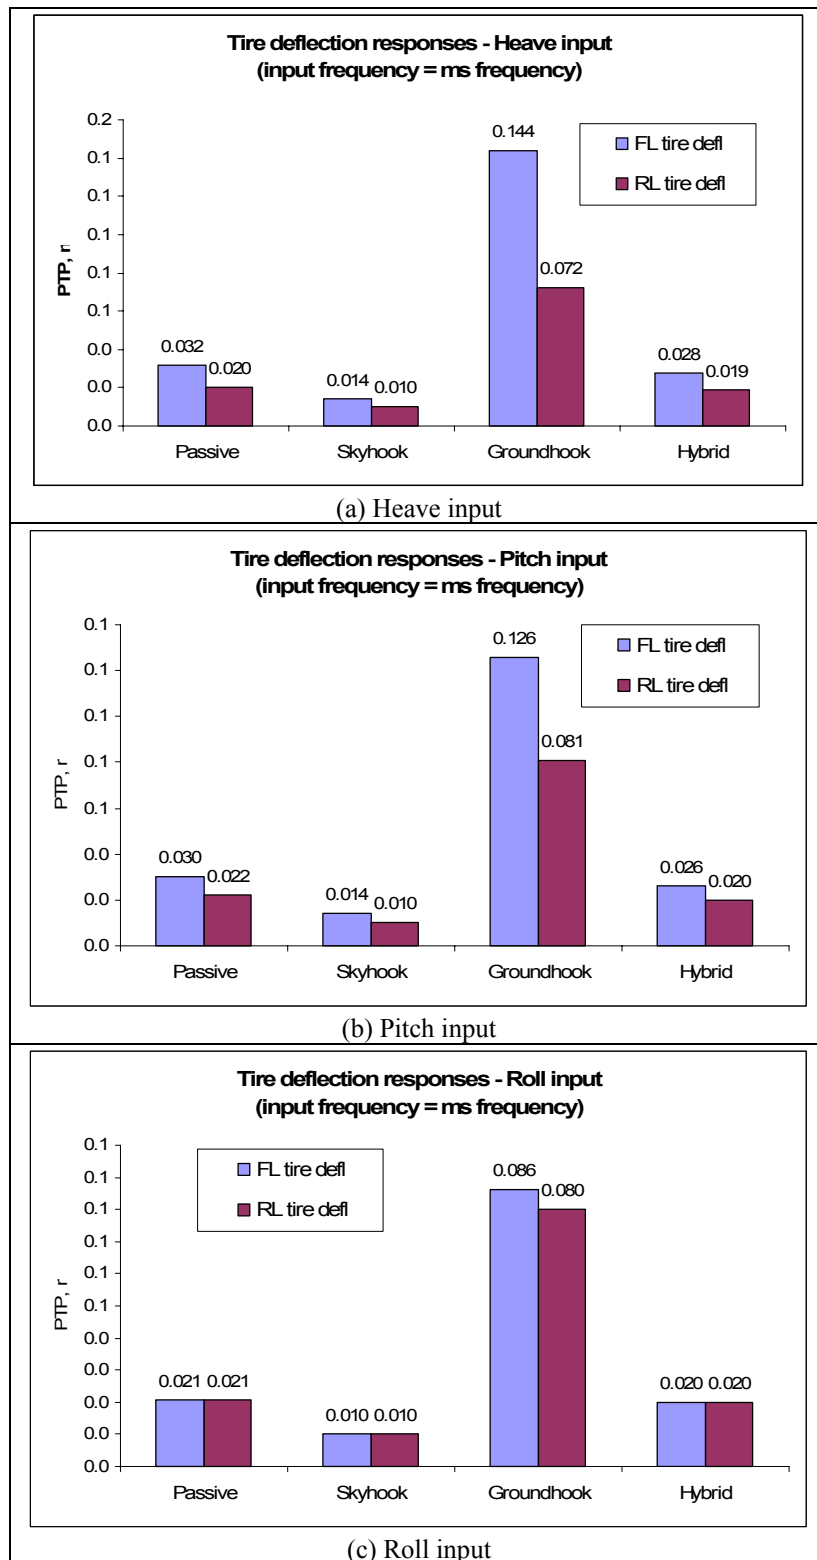 Tire deflection responses - Heave input
(input frequency = ms frequency)
0.2
0.1
0.1
0.1
0.1
0.1
0.0
0.0
0.0
PTP, r
0.032
0.020
0.014
0.010
0.144
0.072
0.028
0.019
FL tire defl
RL tire defl
Passive Skyhook Groundhook Hybrid
(a) Heave input
Tire deflection responses - Pitch input
(input frequency = ms frequency)
0.1
0.1
0.1
0.1
0.1
0.0
0.0
0.0
PTP, r
0.030
0.022
0.014
0.010
0.126
0.081
0.026
0.020
FL tire defl
RL tire defl
Passive Skyhook Groundhook Hybrid
(b) Pitch input
Tire deflection responses - Roll input
(input frequency = ms frequency)
0.1
0.1
0.1
0.1
0.1
0.1
0.0
0.0
0.0
0.0
0.0
PTP, r
FL tire defl
RL tire defl
0.021 0.021
0.010 0.010
0.086
0.080
0.020 0.020
Passive Skyhook Groundhook Hybrid
(c) Roll input